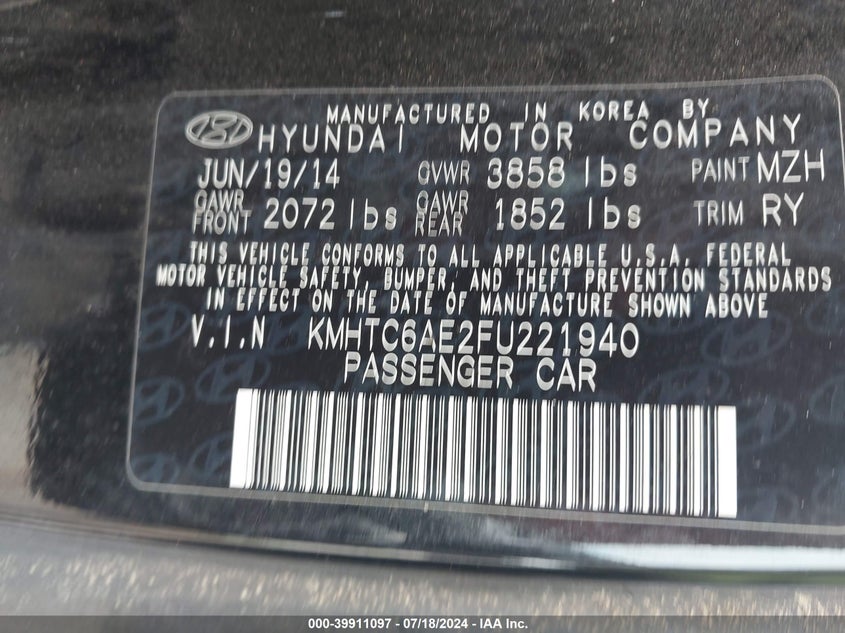 MANUFACTURED IN KOREA BY
HYUNDAI MOTOR COMPANY
JUN/19/14 GVWR 3858 lbs PAINT MZH
GAWR FRONT 2072 lbs GAWR REAR 1852 lbs TRIM RY
THIS VEHICLE CONFORMS TO ALL APPLICABLE U.S.A. FEDERAL
MOTOR VEHICLE SAFETY, BUMPER, AND THEFT PREVENTION STANDARDS
IN EFFECT ON THE DATE OF MANUFACTURE SHOWN ABOVE
V.I.N KMHTC6AE2FU221940
PASSENGER CAR
000-39911097 - 07/18/2024 - IAA Inc.